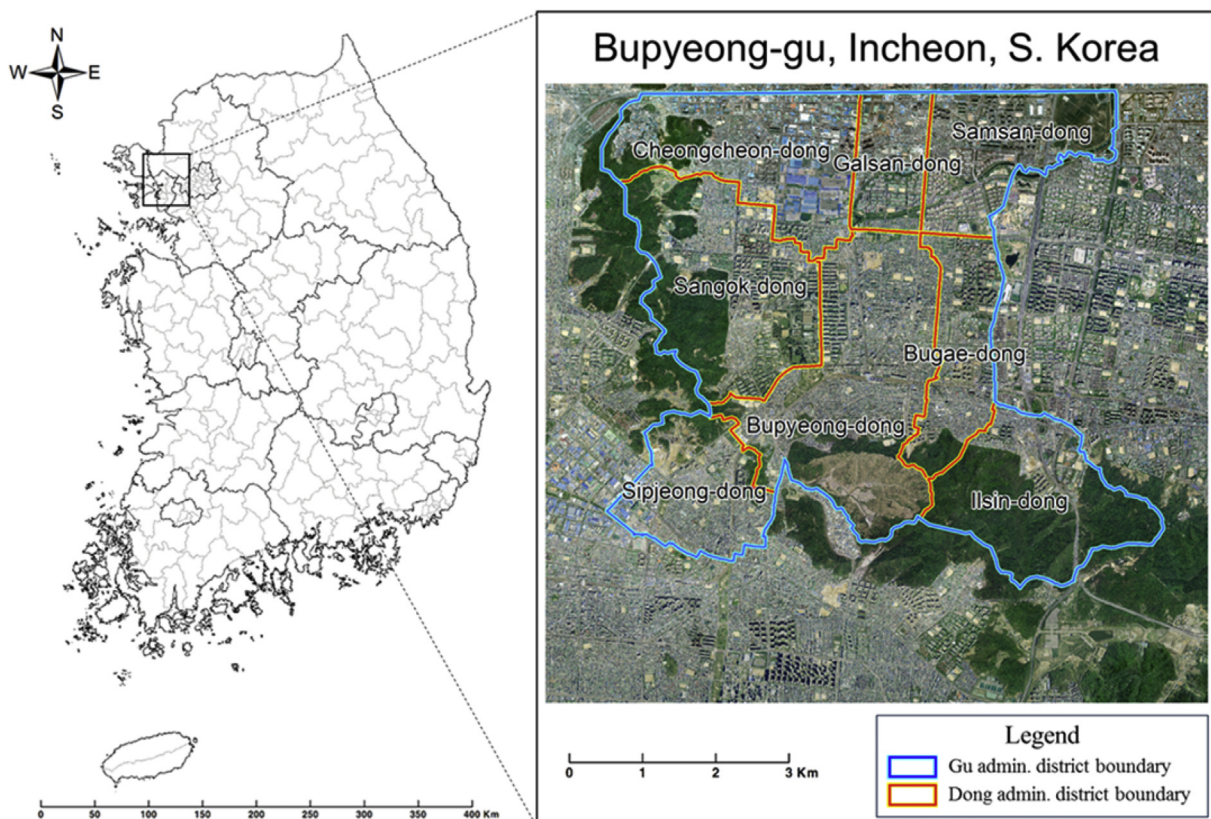 N
W E
S
Bupyeong-gu, Incheon, S. Korea
Samsan-dong
Cheongcheon-dong
Galsan-dong
Sangok-dong
Bugae-dong
Bupyeong-dong
Sipjeong-dong
Ilsin-dong
0 1 2 3 Km
Legend
Gu admin. district boundary
Dong admin. district boundary
0 50 100 150 200 250 300 350 400 Km